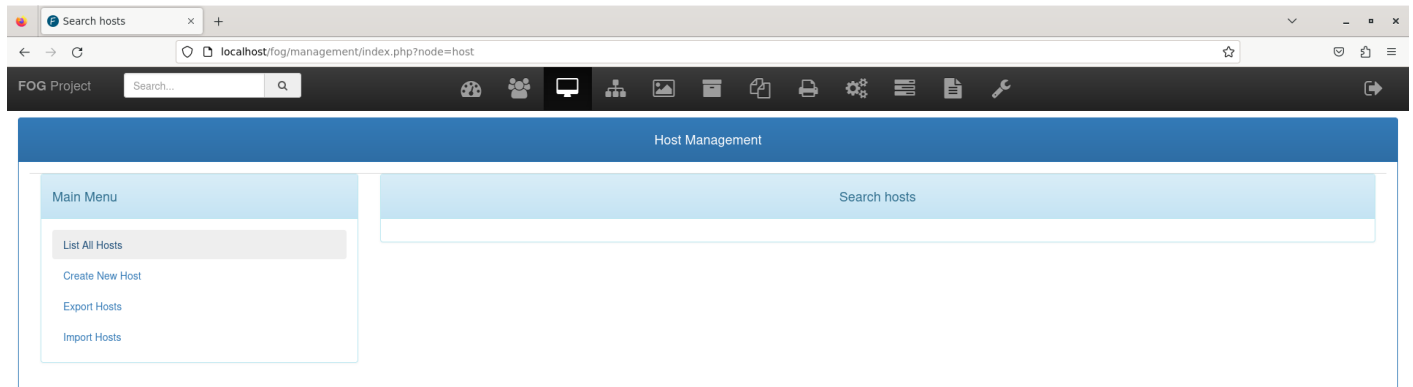 Search hosts
localhost/fog/management/index.php?node=host
FOG Project
Search...
Host Management
Main Menu
Search hosts
List All Hosts
Create New Host
Export Hosts
Import Hosts